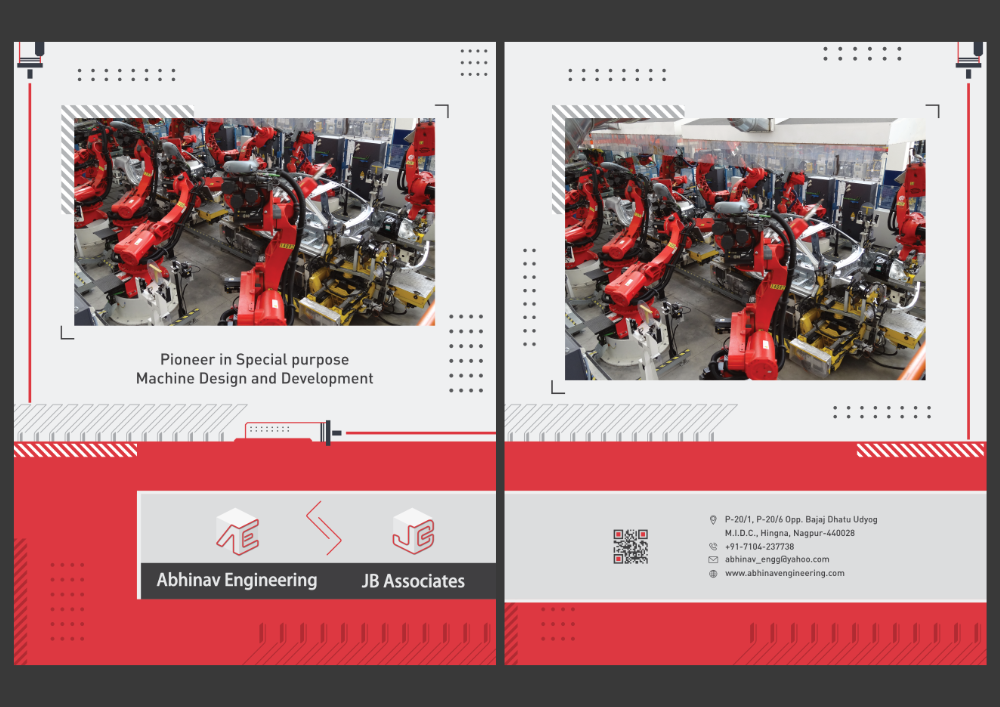 Pioneer in Special purpose
Machine Design and Development
AE
JB
Abhinav Engineering
JB Associates
P-20/1, P-20/6 Opp. Bajaj Dhatu Udyog
M.I.D.C., Hingna, Nagpur-440028
+91-7104-237738
abhinav_engg@yahoo.com
www.abhinavengineering.com